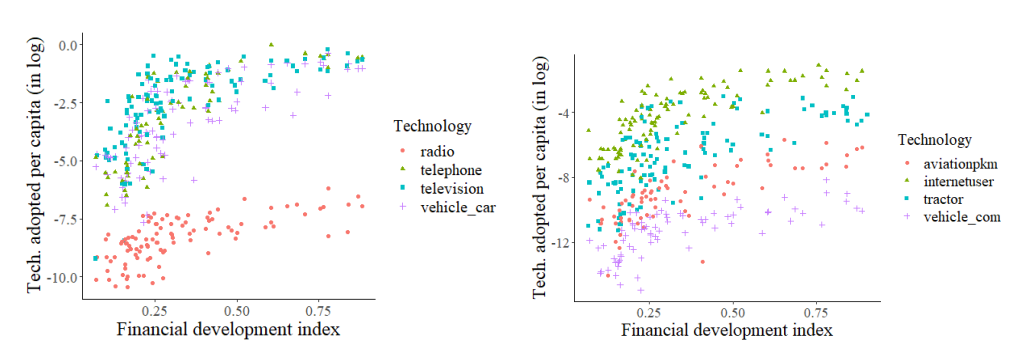 Tech. adopted per capita (in log)
0.0
-2.5
-5.0
-7.5
-10.0
0.25
0.50
0.75
Financial development index
Technology
radio
telephone
television
vehicle_car
Tech. adopted per capita (in log)
-4
-8
-12
0.25
0.50
0.75
Financial development index
Technology
aviationpkm
internetuser
tractor
vehicle_com